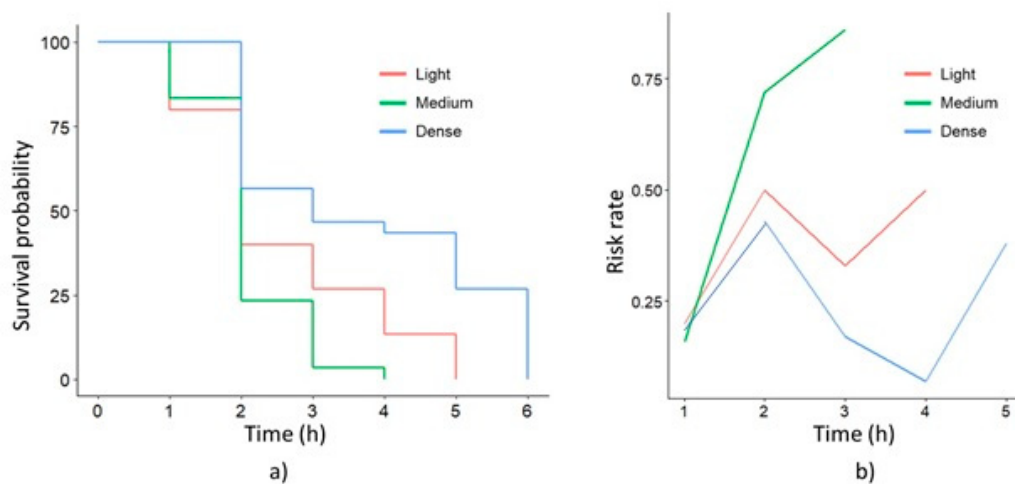 Survival probability
100
75
50
25
0
0 1 2 3 4 5 6
Time (h)
Light
Medium
Dense
a)
Risk rate
0.75
0.50
0.25
1 2 3 4 5
Time (h)
Light
Medium
Dense
b)